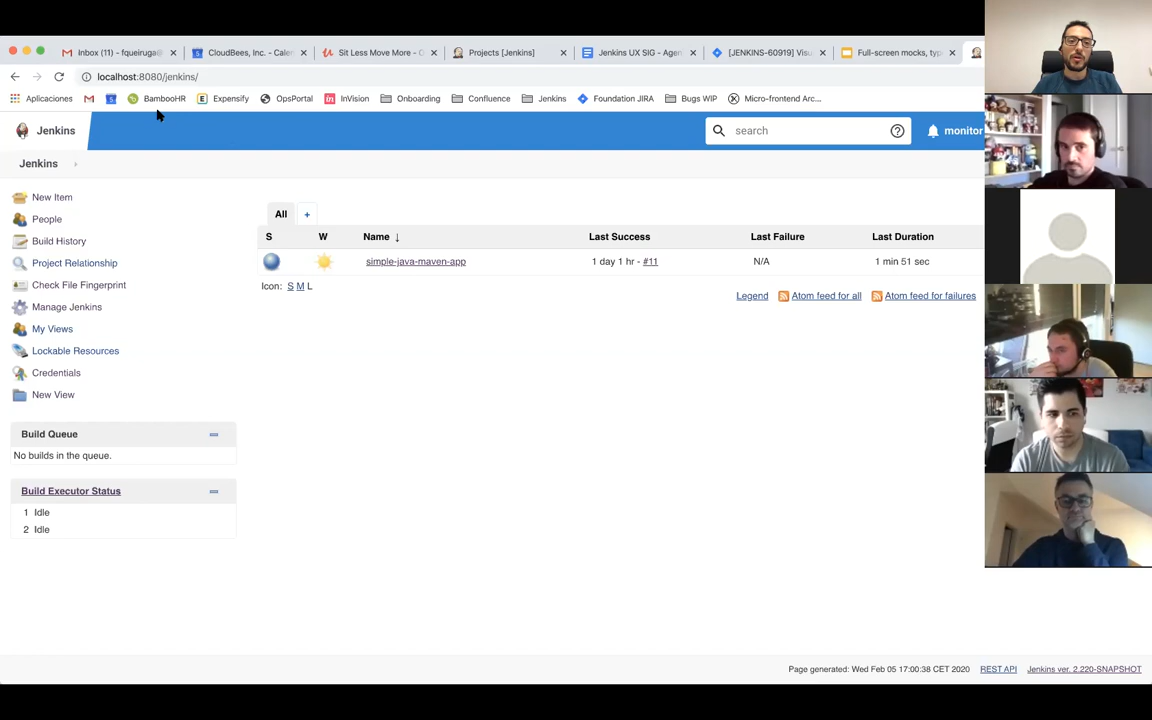 Inbox (11) - fqueiruga@
CloudBees, Inc. - Caler
Sit Less Move More - C
Projects [Jenkins]
Jenkins UX SIG - Agen
[JENKINS-60919] Visu
Full-screen mocks, typ
localhost:8080/jenkins/
Aplicaciones
BambooHR
Expensify
OpsPortal
InVision
Onboarding
Confluence
Jenkins
Foundation JIRA
Bugs WIP
Micro-frontend Arc...
Jenkins
search
monitor
Jenkins
New Item
People
Build History
Project Relationship
Check File Fingerprint
Manage Jenkins
My Views
Lockable Resources
Credentials
New View
Build Queue
No builds in the queue.
Build Executor Status
1 Idle
2 Idle
All +
S W Name ↓ Last Success Last Failure Last Duration
simple-java-maven-app 1 day 1 hr - #11 N/A 1 min 51 sec
Icon: S M L
Legend Atom feed for all Atom feed for failures
Page generated: Wed Feb 05 17:00:38 CET 2020 REST API Jenkins ver. 2.220-SNAPSHOT